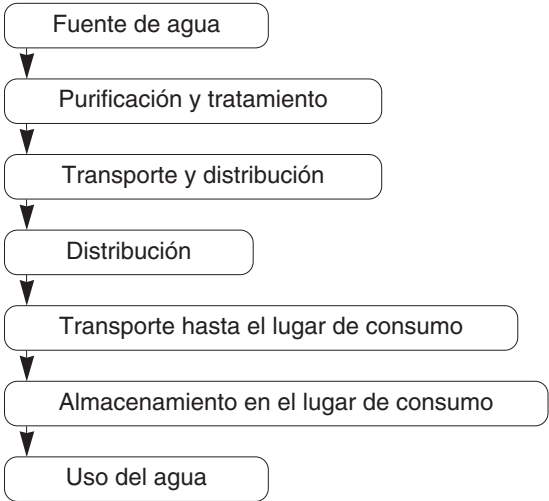 Fuente de agua
Purificación y tratamiento
Transporte y distribución
Distribución
Transporte hasta el lugar de consumo
Almacenamiento en el lugar de consumo
Uso del agua